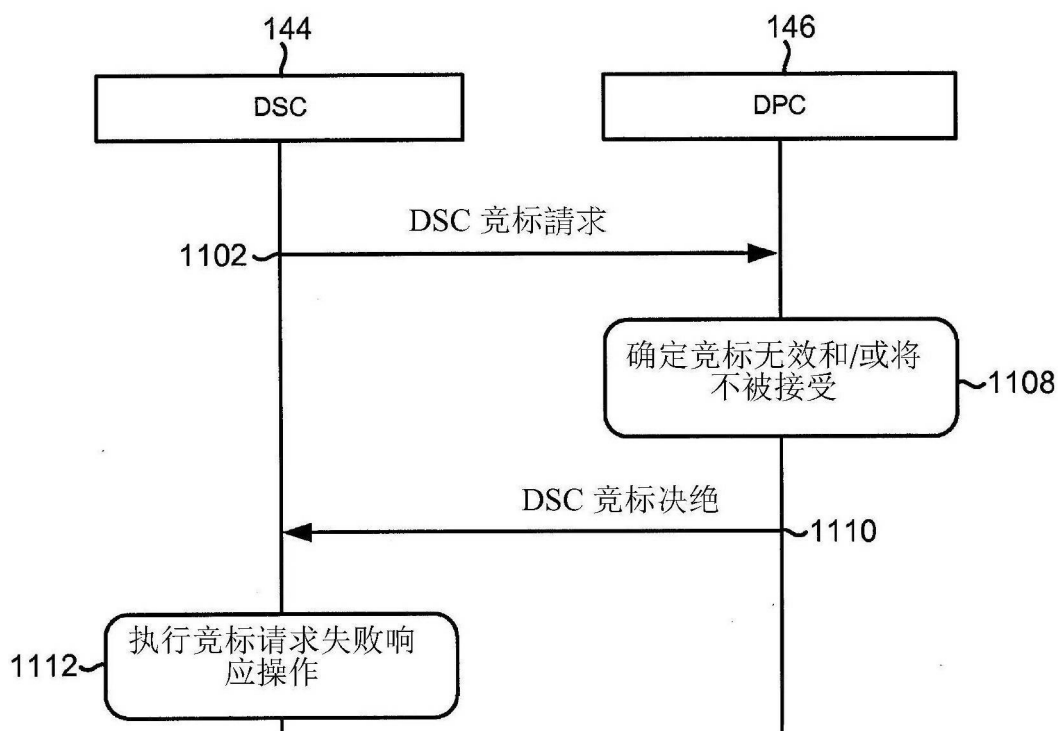 144
146
DSC
DPC
DSC 竞标請求
1102
确定竞标无效和/或将
不被接受
1108
DSC 竞标决绝
1110
执行竞标请求失败响
应操作
1112